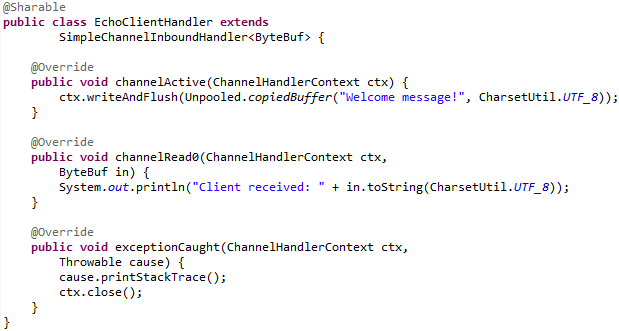 @Sharable
public class EchoClientHandler extends
        SimpleChannelInboundHandler<ByteBuf> {

    @Override
    public void channelActive(ChannelHandlerContext ctx) {
        ctx.writeAndFlush(Unpooled.copiedBuffer("Welcome message!", CharsetUtil.UTF_8));
    }

    @Override
    public void channelRead0(ChannelHandlerContext ctx,
        ByteBuf in) {
        System.out.println("Client received: " + in.toString(CharsetUtil.UTF_8));
    }

    @Override
    public void exceptionCaught(ChannelHandlerContext ctx,
        Throwable cause) {
        cause.printStackTrace();
        ctx.close();
    }
}